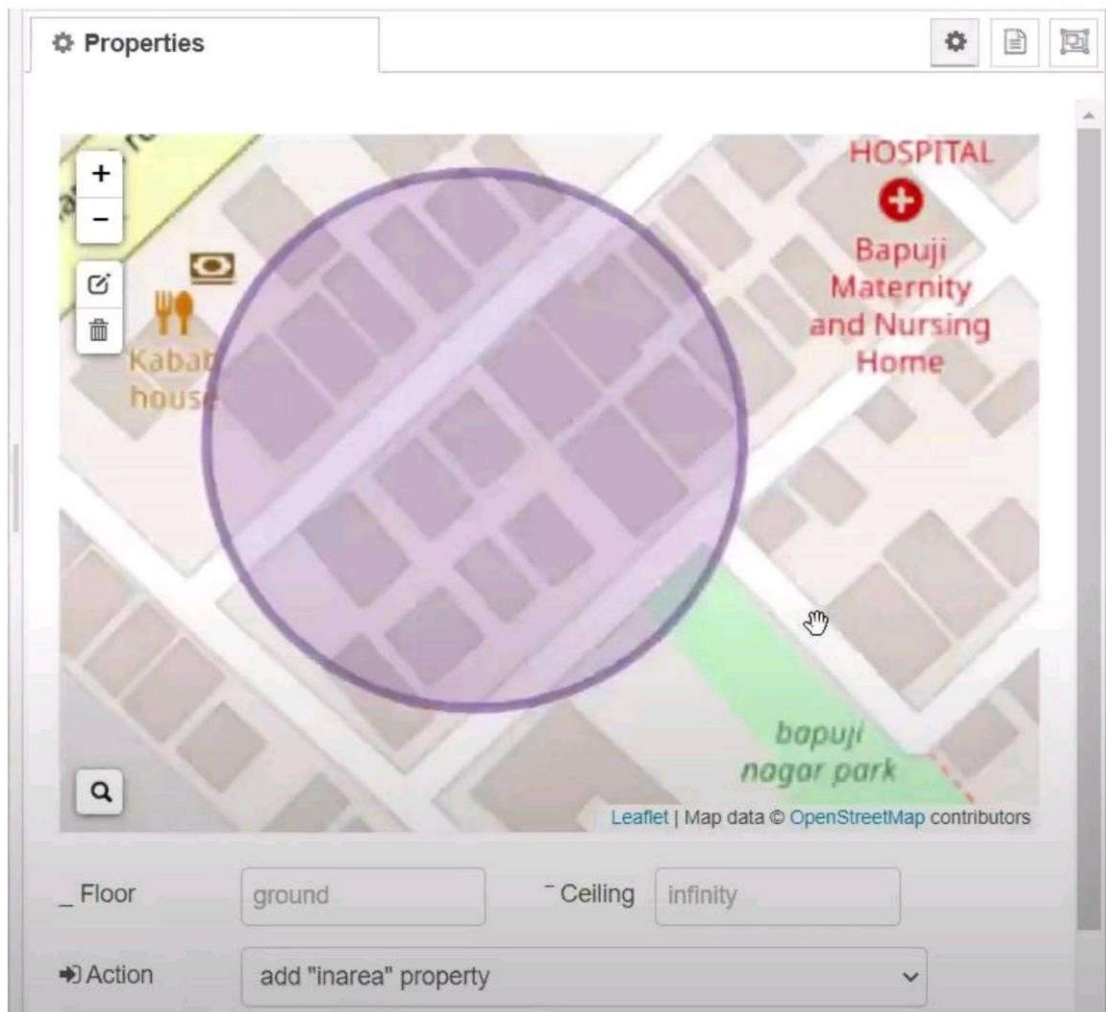 Properties
+
−
HOSPITAL
Bapuji
Maternity
and Nursing
Home
Kabab
house
bapuji
nagar park
Leaflet | Map data © OpenStreetMap contributors
_ Floor
ground
¯ Ceiling
infinity
Action
add "inarea" property